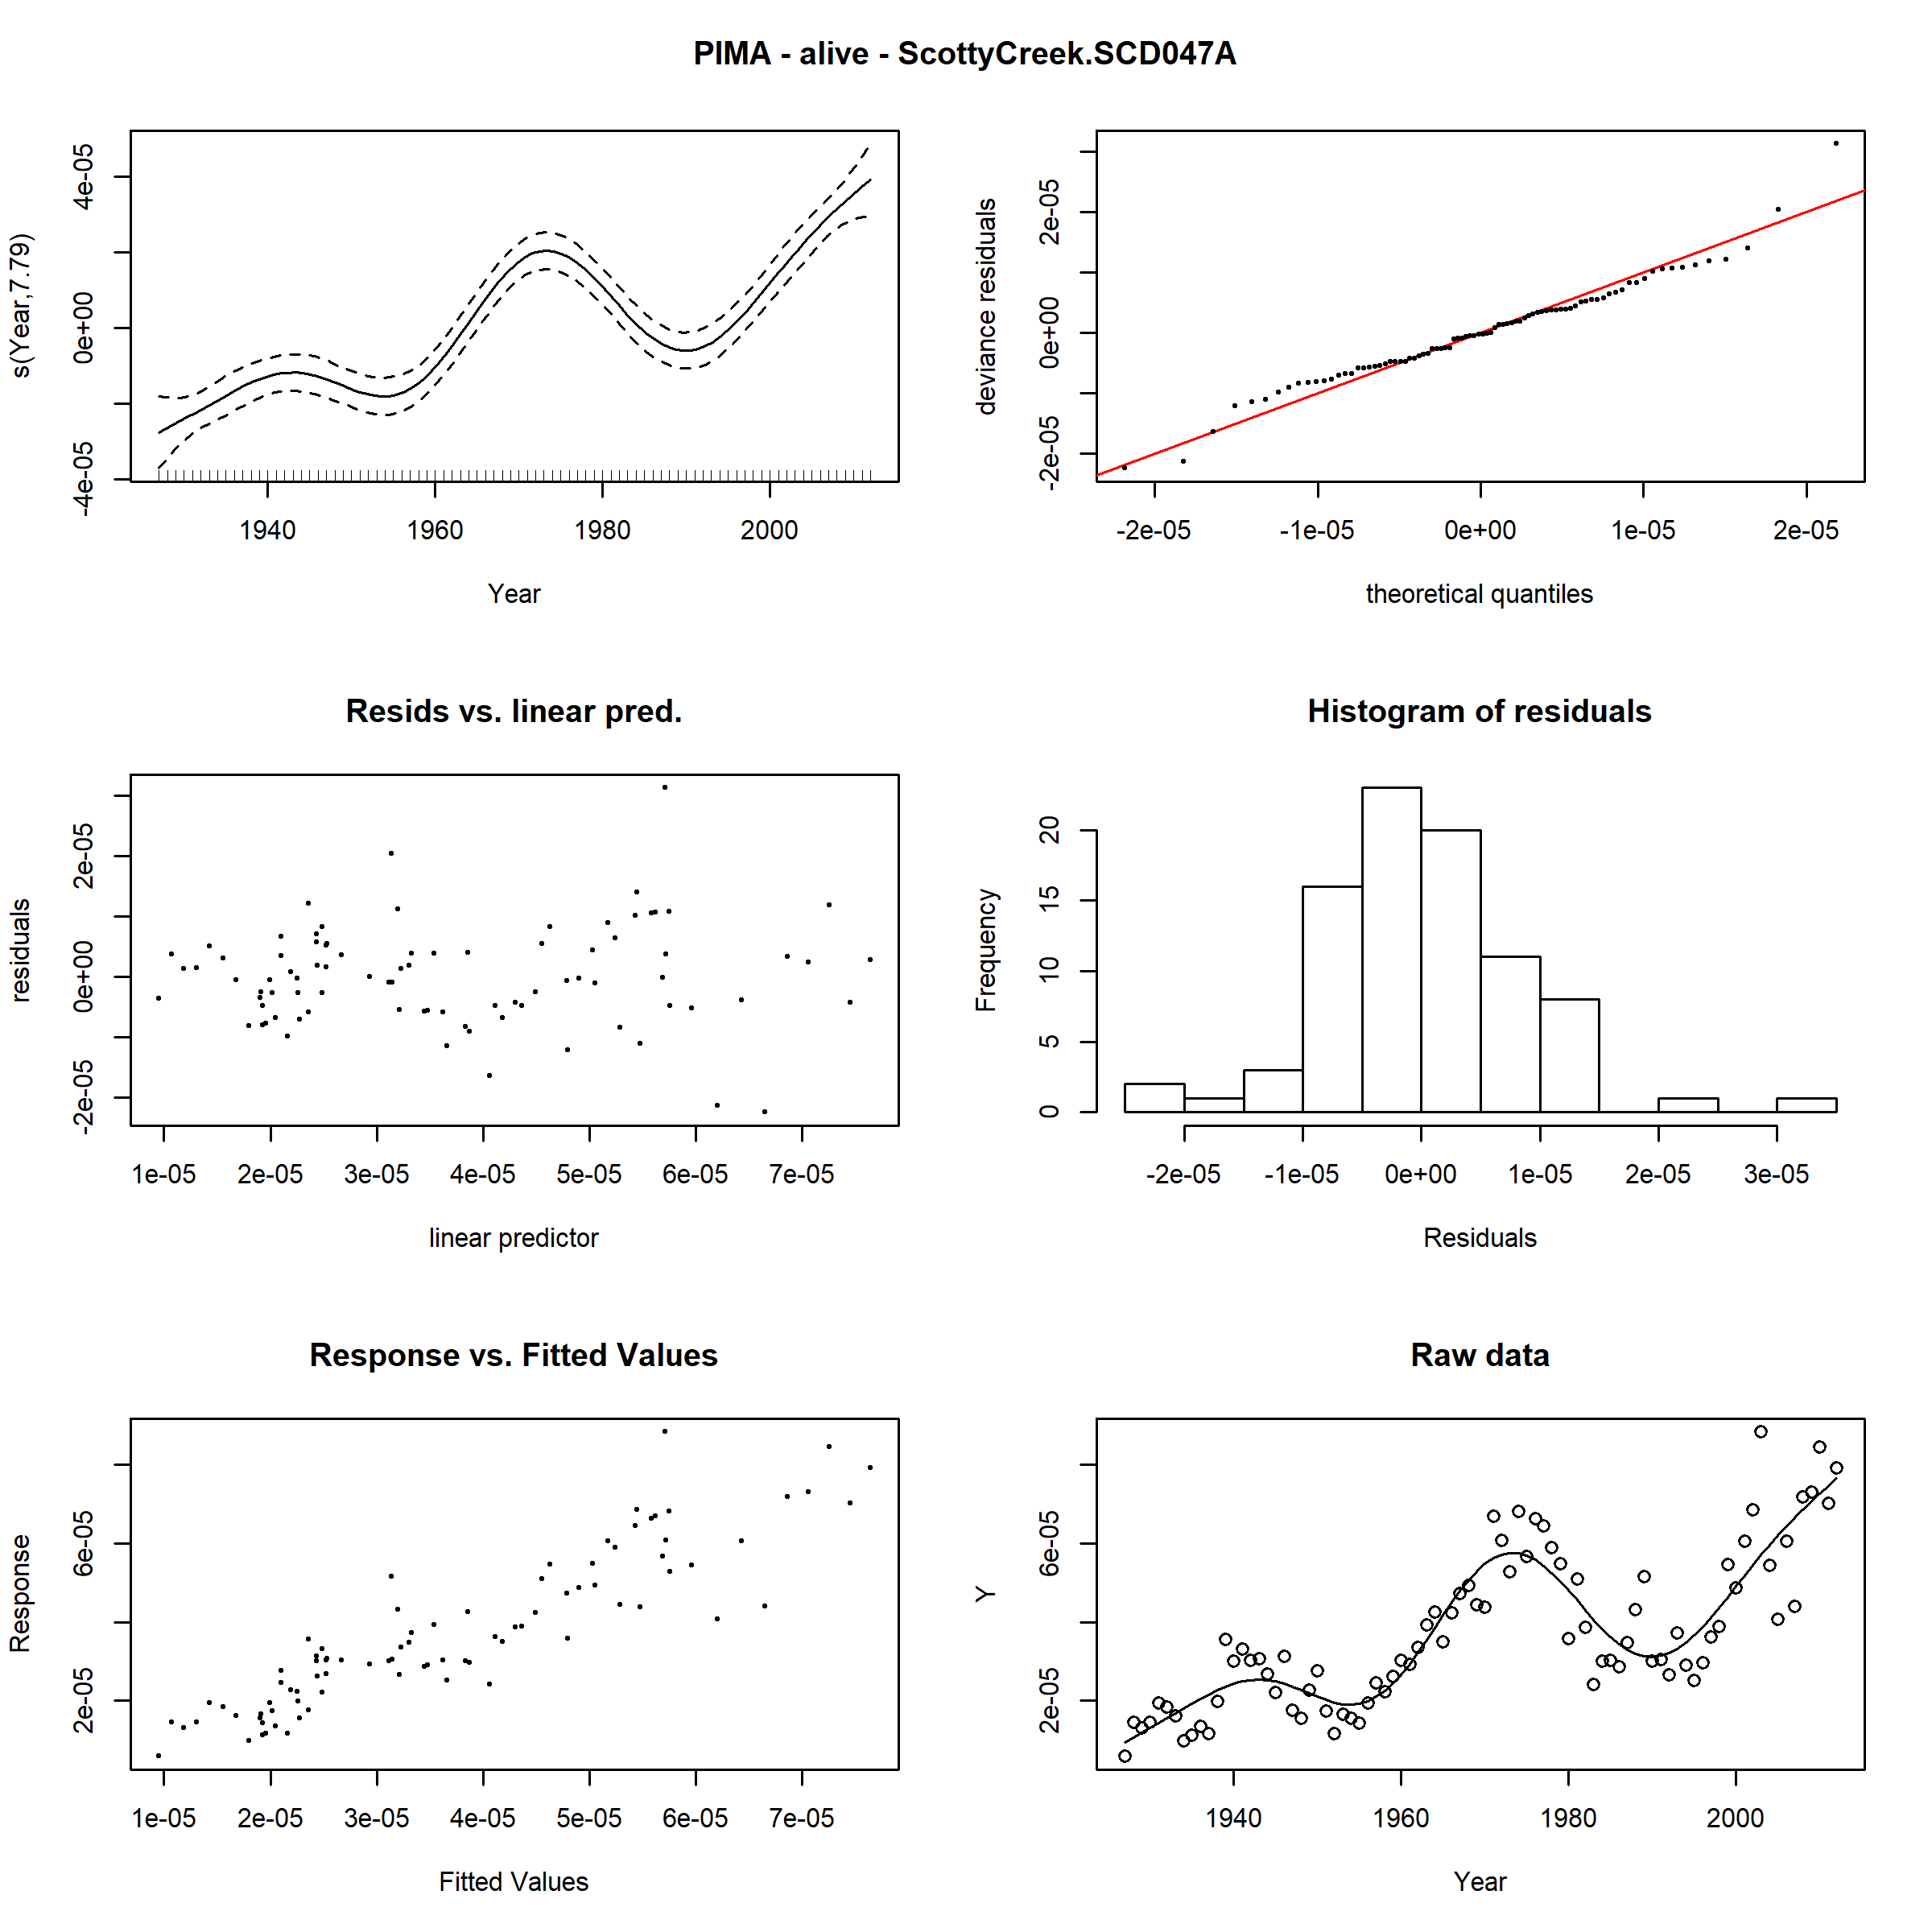 PIMA - alive - ScottyCreek.SCD047A
s(Year,7.79)
-4e-05 0e+00 4e-05
1940 1960 1980 2000
Year
deviance residuals
-2e-05 0e+00 2e-05
-2e-05 -1e-05 0e+00 1e-05 2e-05
theoretical quantiles
Resids vs. linear pred.
residuals
-2e-05 0e+00 2e-05
1e-05 2e-05 3e-05 4e-05 5e-05 6e-05 7e-05
linear predictor
Histogram of residuals
Frequency
0 5 10 15 20
-2e-05 -1e-05 0e+00 1e-05 2e-05 3e-05
Residuals
Response vs. Fitted Values
Response
2e-05 6e-05
1e-05 2e-05 3e-05 4e-05 5e-05 6e-05 7e-05
Fitted Values
Raw data
Y
2e-05 6e-05
1940 1960 1980 2000
Year